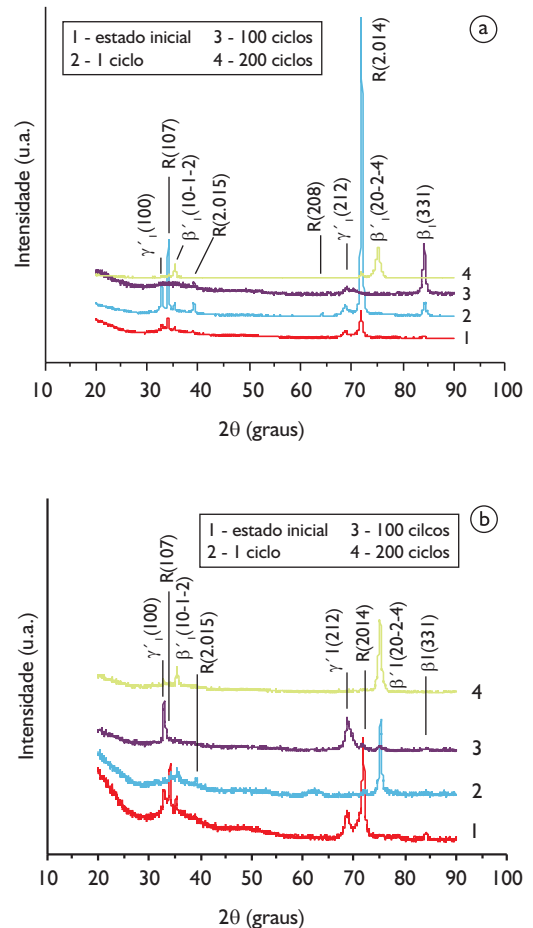 a
1 - estado inicial 3 - 100 ciclos
2 - 1 ciclo 4 - 200 ciclos
Intensidade (u.a.)
γ´₁(100)
R(107)
β´₁(10-1-2)
R(2.015)
R(208)
γ´₁(212)
R(2.014)
β´₁(20-2-4)
β₁(331)
4
3
2
1
10 20 30 40 50 60 70 80 90 100
2θ (graus)
b
1 - estado inicial 3 - 100 cilcos
2 - 1 ciclo 4 - 200 ciclos
Intensidade (u.a.)
γ´₁(100)
R(107)
β´₁(10-1-2)
R(2.015)
γ´1(212)
R(2014)
β´1(20-2-4)
β1(331)
4
3
2
1
10 20 30 40 50 60 70 80 90 100
2θ (graus)